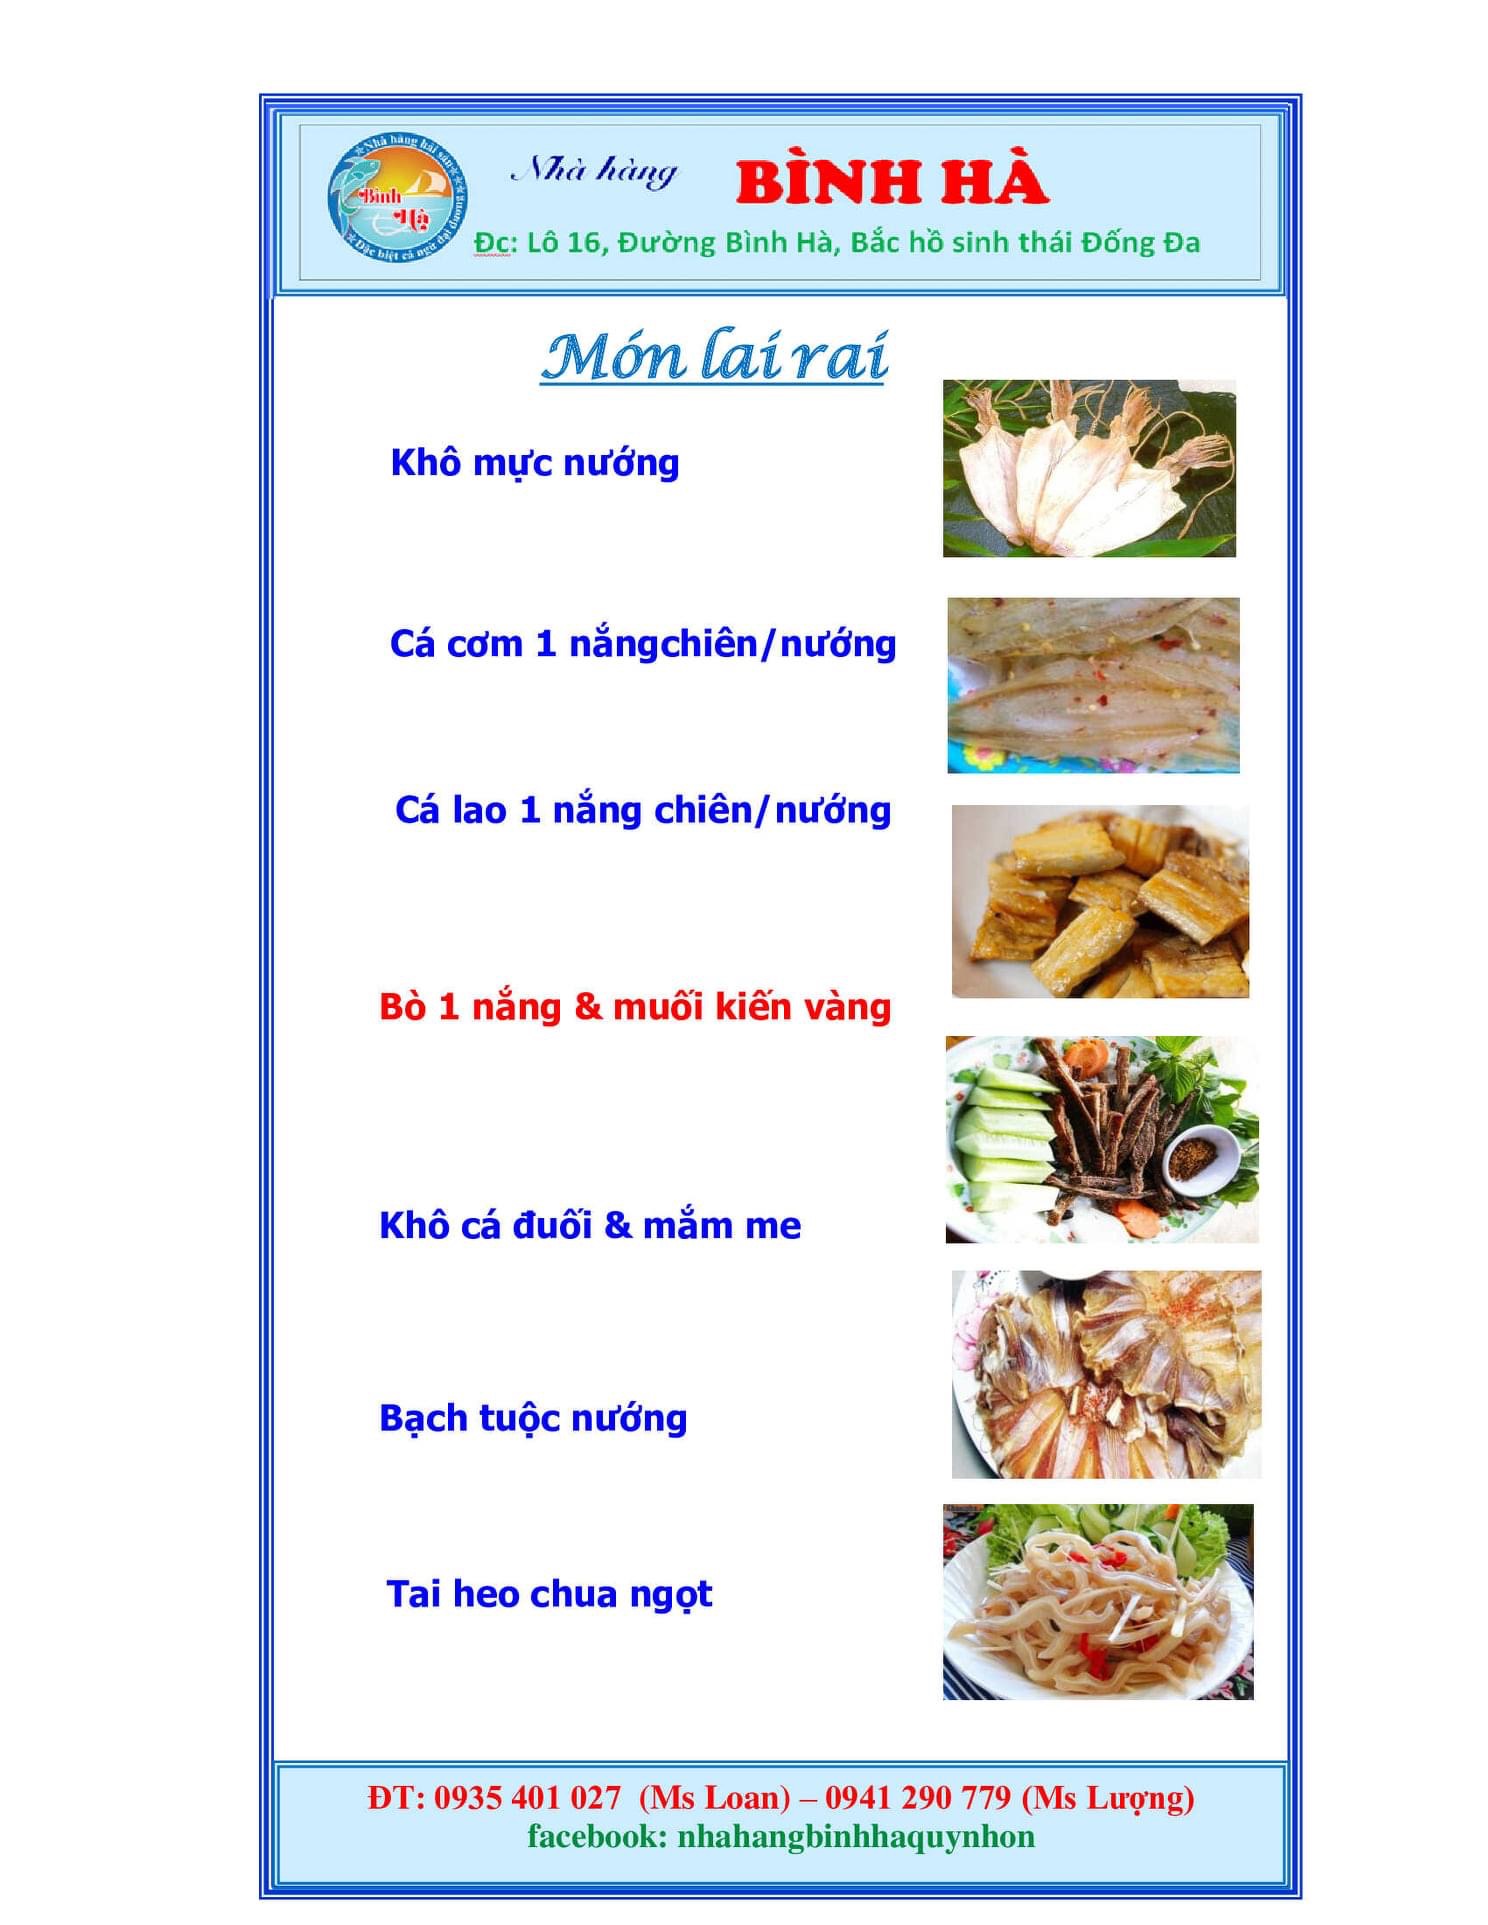 Nhà hàng hải sản
Bình
Hạ
Đặc biệt cá ngừ đại dương
Nhà hàng BÌNH HÀ
Đc: Lô 16, Đường Bình Hà, Bắc hồ sinh thái Đống Đa
Món lai rai
Khô mực nướng
Cá cơm 1 nắngchiên/nướng
Cá lao 1 nắng chiên/nướng
Bò 1 nắng & muối kiến vàng
Khô cá đuối & mắm me
Bạch tuộc nướng
Tai heo chua ngọt
ĐT: 0935 401 027 (Ms Loan) – 0941 290 779 (Ms Lượng)
facebook: nhahangbinhhaquynhon